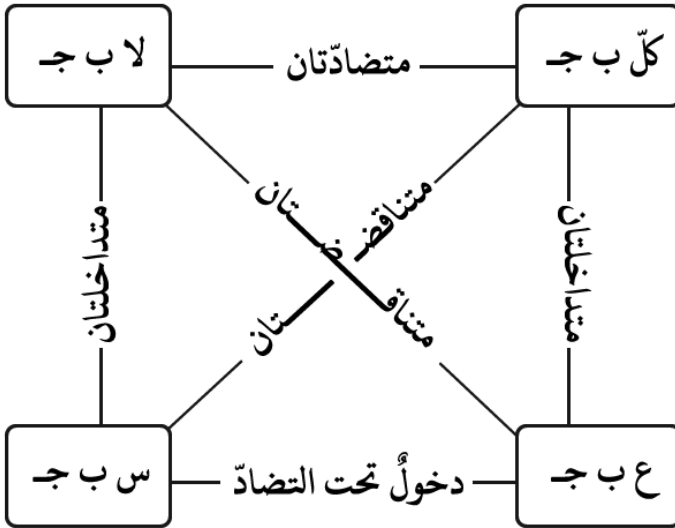 كلّ ب جـ
متضادّتان
لا ب جـ
متداخلتان
متناقضتان
متناقضتان
متداخلتان
ع ب جـ
دخولٌ تحت التضادّ
س ب جـ